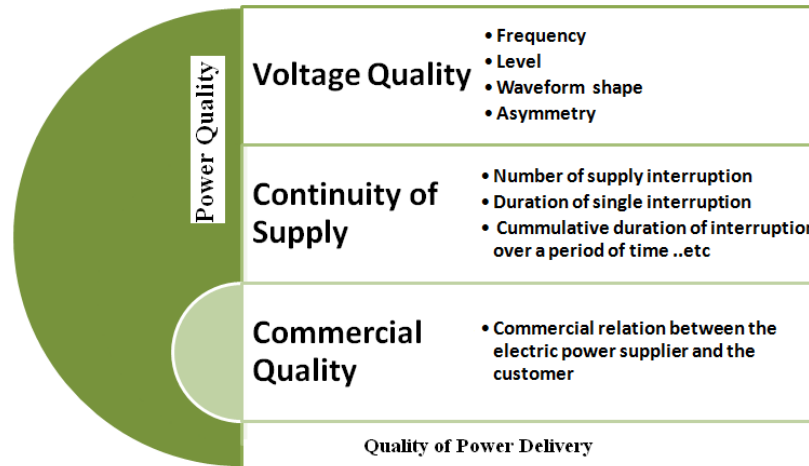 Power Quality
Voltage Quality
• Frequency
• Level
• Waveform shape
• Asymmetry
Continuity of
Supply
• Number of supply interruption
• Duration of single interruption
• Cummulative duration of interruption
over a period of time ..etc
Commercial
Quality
• Commercial relation between the
electric power supplier and the
customer
Quality of Power Delivery